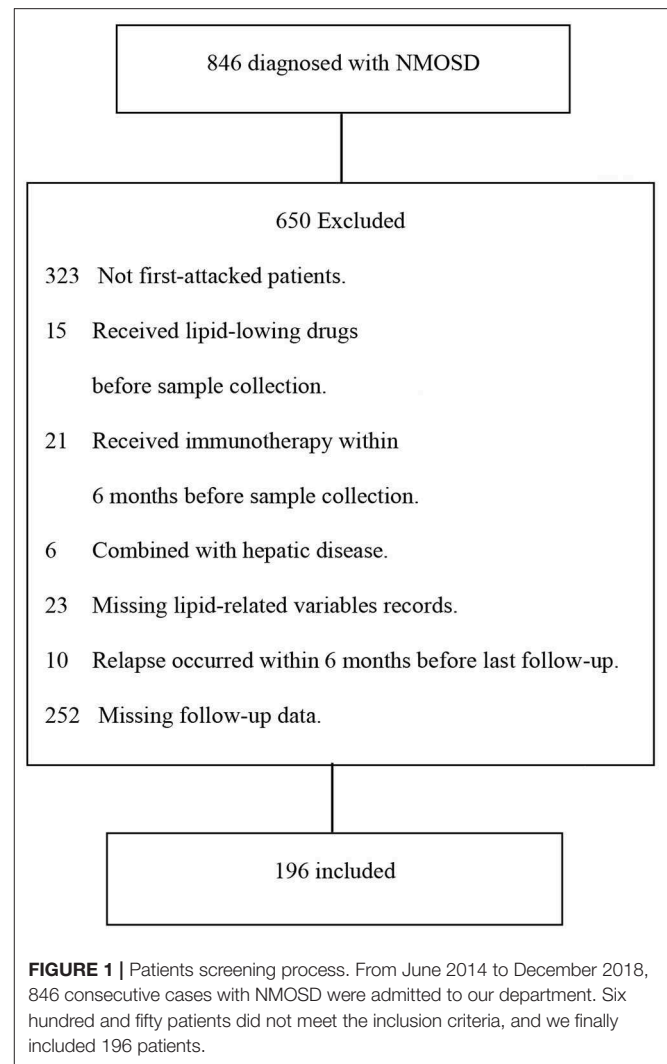 846 diagnosed with NMOSD
650 Excluded
323 Not first-attacked patients.
15 Received lipid-lowing drugs
before sample collection.
21 Received immunotherapy within
6 months before sample collection.
6 Combined with hepatic disease.
23 Missing lipid-related variables records.
10 Relapse occurred within 6 months before last follow-up.
252 Missing follow-up data.
196 included
FIGURE 1 | Patients screening process. From June 2014 to December 2018,
846 consecutive cases with NMOSD were admitted to our department. Six
hundred and fifty patients did not meet the inclusion criteria, and we finally
included 196 patients.